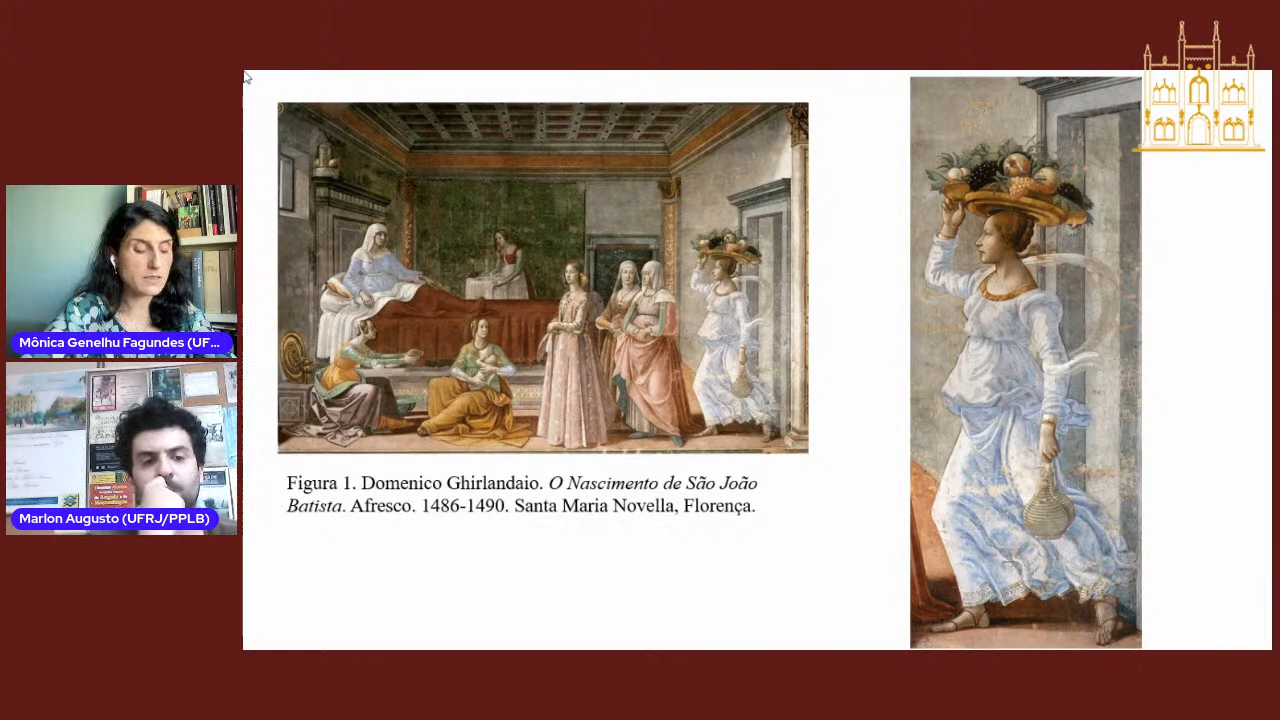 Mônica Genelhu Fagundes (UF...
Marlon Augusto (UFRJ/PPLB)
Figura 1. Domenico Ghirlandaio. O Nascimento de São João
Batista. Afresco. 1486-1490. Santa Maria Novella, Florença.